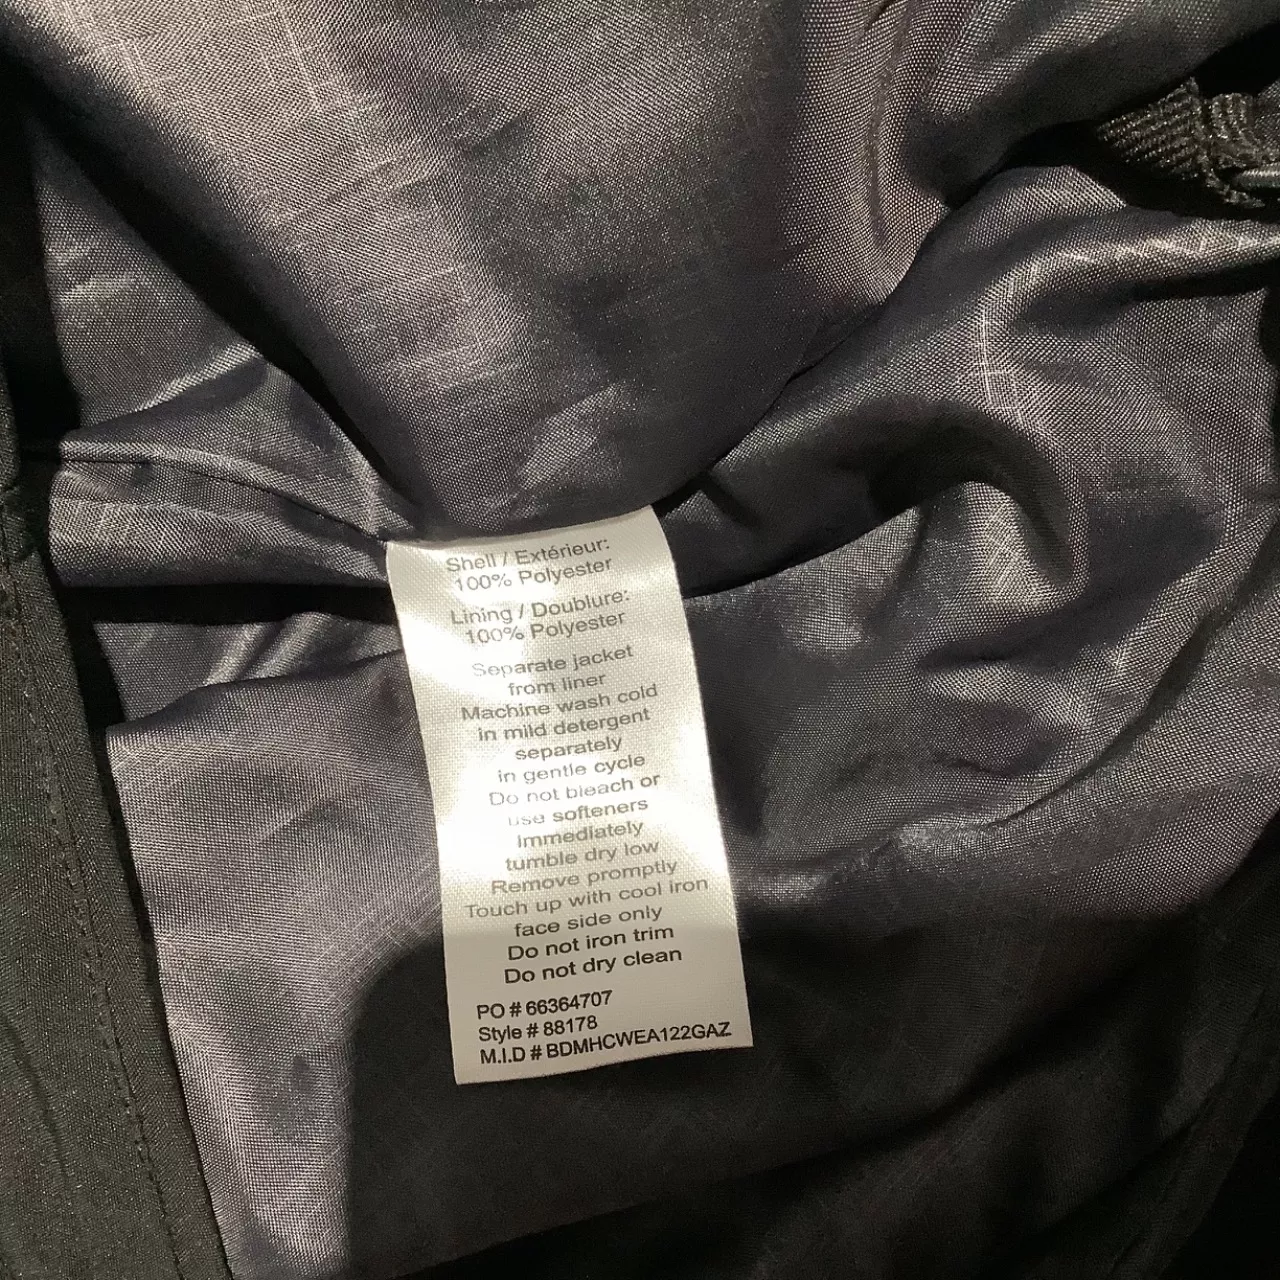 Shell / Extérieur:
100% Polyester
Lining / Doublure:
100% Polyester
Separate jacket
from liner
Machine wash cold
in mild detergent
separately
in gentle cycle
Do not bleach or
use softeners
Immediately
tumble dry low
Remove promptly
Touch up with cool iron
face side only
Do not iron trim
Do not dry clean
PO # 66364707
Style # 88178
M.I.D # BDMHCWEA122GAZ